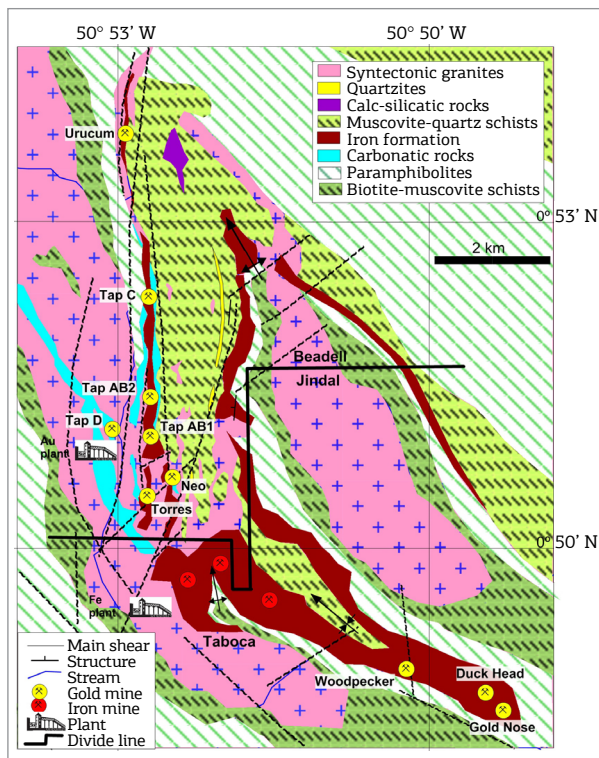 50° 53' W
50° 50' W
Syntectonic granites
Quartzites
Calc-silicatic rocks
Muscovite-quartz schists
Iron formation
Carbonatic rocks
Paramphibolites
Biotite-muscovite schists
Urucum
0° 53' N
2 km
Tap C
Beadell
Jindal
Tap AB2
Tap D
Tap AB1
Au
plant
Neo
Torres
0° 50' N
Fe
plant
Taboca
Woodpecker
Duck Head
Gold Nose
Main shear
Structure
Stream
Gold mine
Iron mine
Plant
Divide line